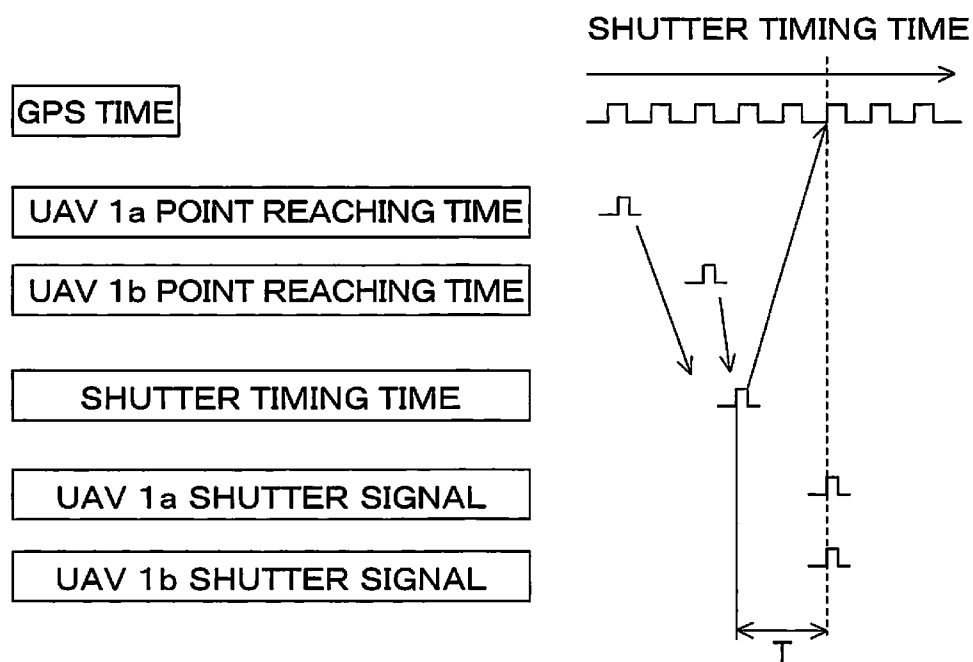 SHUTTER TIMING TIME
GPS TIME
UAV 1a POINT REACHING TIME
UAV 1b POINT REACHING TIME
SHUTTER TIMING TIME
UAV 1a SHUTTER SIGNAL
UAV 1b SHUTTER SIGNAL
T